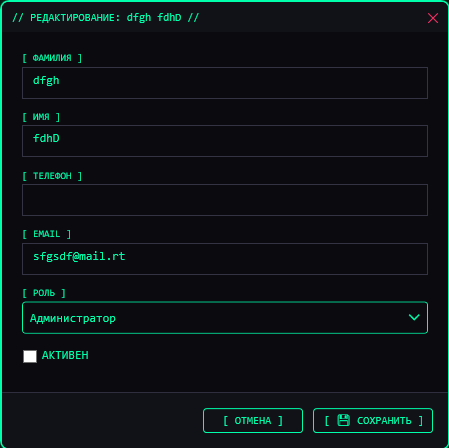 // РЕДАКТИРОВАНИЕ: dfgh fdhD //
[ ФАМИЛИЯ ]
dfgh
[ ИМЯ ]
fdhD
[ ТЕЛЕФОН ]
[ EMAIL ]
sfgsdf@mail.rt
[ РОЛЬ ]
Администратор
АКТИВЕН
[ ОТМЕНА ]
[ СОХРАНИТЬ ]